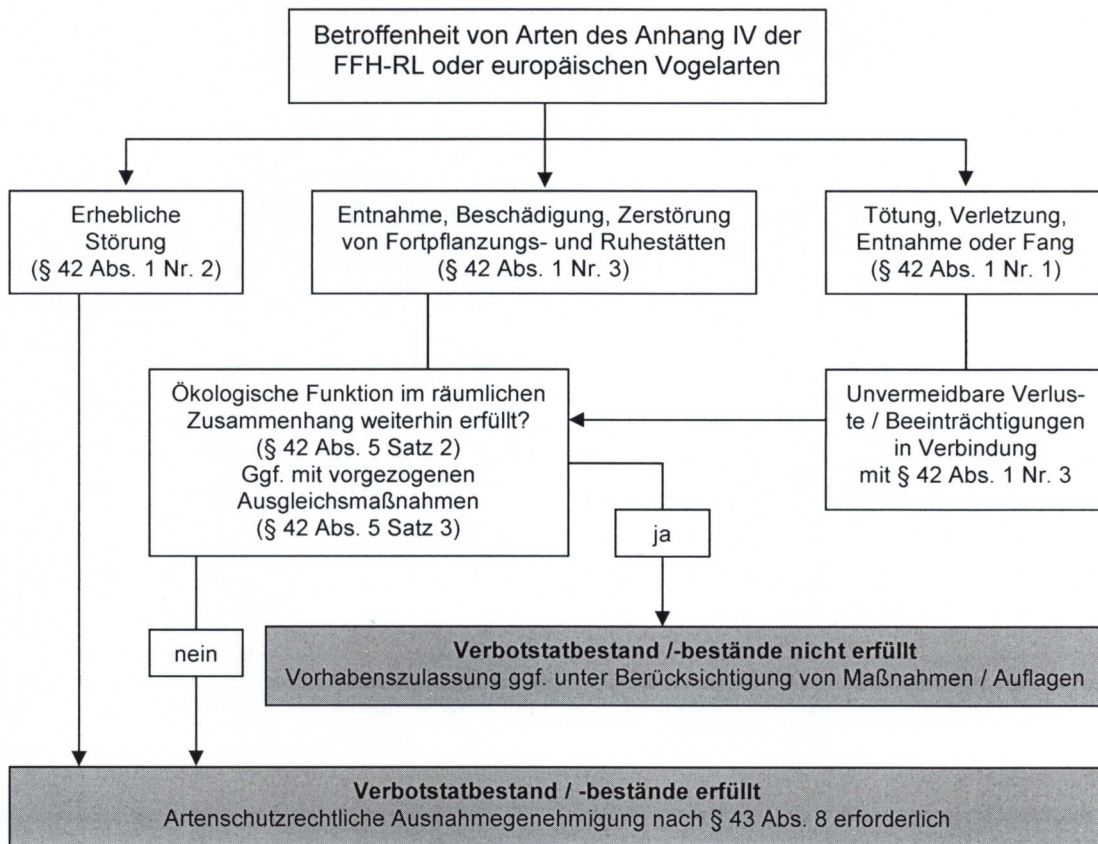 Betroffenheit von Arten des Anhang IV der
FFH-RL oder europäischen Vogelarten
Erhebliche
Störung
(§ 42 Abs. 1 Nr. 2)
Entnahme, Beschädigung, Zerstörung
von Fortpflanzungs- und Ruhestätten
(§ 42 Abs. 1 Nr. 3)
Tötung, Verletzung,
Entnahme oder Fang
(§ 42 Abs. 1 Nr. 1)
Ökologische Funktion im räumlichen
Zusammenhang weiterhin erfüllt?
(§ 42 Abs. 5 Satz 2)
Ggf. mit vorgezogenen
Ausgleichsmaßnahmen
(§ 42 Abs. 5 Satz 3)
Unvermeidbare Verlus-
te / Beeinträchtigungen
in Verbindung
mit § 42 Abs. 1 Nr. 3
ja
nein
Verbotstatbestand /-bestände nicht erfüllt
Vorhabenszulassung ggf. unter Berücksichtigung von Maßnahmen / Auflagen
Verbotstatbestand / -bestände erfüllt
Artenschutzrechtliche Ausnahmegenehmigung nach § 43 Abs. 8 erforderlich